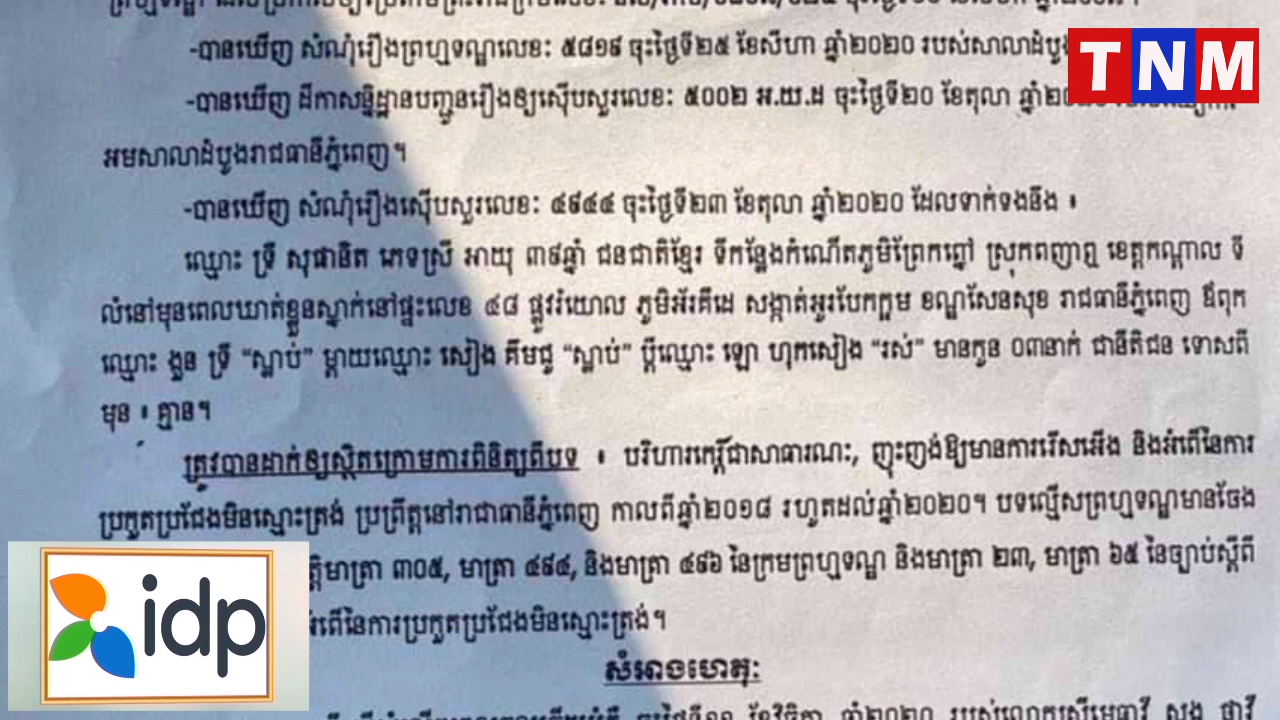 -បានឃើញ សំណុំរឿងព្រហ្មទណ្ឌលេខៈ ៥៨១៩ ចុះថ្ងៃទី២៥ ខែសីហា ឆ្នាំ២០២០ របស់សាលាដំបូង
TNM
-បានឃើញ ដីកាសន្និដ្ឋានបញ្ជូនរឿងឲ្យស៊ើបសួរលេខៈ ៥០០២ អ.យ.ដ ចុះថ្ងៃទី២០ ខែតុលា
អមសាលាដំបូងរាជធានីភ្នំពេញ។
-បានឃើញ សំណុំរឿងស៊ើបសួរលេខៈ ៤៩៤៤ ចុះថ្ងៃទី២៣ ខែតុលា ឆ្នាំ២០២០ ដែលទាក់ទងនឹង ៖
ឈ្មោះ ទ្រី សុផានិត ភេទស្រី អាយុ ៣៩ឆ្នាំ ជនជាតិខ្មែរ ទីកន្លែងកំណើតភូមិព្រែកព្នៅ ស្រុកពញាឮ ខេត្តកណ្តាល ទី
លំនៅមុនពេលឃាត់ខ្លួនស្នាក់នៅផ្ទះលេខ ៤៨ ផ្លូវរំយោល ភូមិអ័រគីដេ សង្កាត់អូរបែកក្អម ខណ្ឌសែនសុខ រាជធានីភ្នំពេញ ឪពុក
ឈ្មោះ ងួន ទ្រី “ស្លាប់” ម្តាយឈ្មោះ សៀង គីមជូ “ស្លាប់” ប្តីឈ្មោះ ឡោ ហុកសៀង “រស់” មានកូន ០៣នាក់ ជានីតិជន ទោសពី
មុន ៖ គ្មាន។
ត្រូវបានដាក់ឲ្យស្ថិតក្រោមការពិនិត្យពីបទ ៖ បរិហារកេរ្តិ៍ជាសាធារណៈ, ញុះញង់ឱ្យមានការរើសអើង និងអំពើនៃការ
ប្រកួតប្រជែងមិនស្មោះត្រង់ ប្រព្រឹត្តនៅរាជាធានីភ្នំពេញ កាលពីឆ្នាំ២០១៨ រហូតដល់ឆ្នាំ២០២០។ បទល្មើសព្រហ្មទណ្ឌមានចែង
មាត្រា ៣០៥, មាត្រា ៤៩៤, និងមាត្រា ៤៩៦ នៃក្រមព្រហ្មទណ្ឌ និងមាត្រា ២៣, មាត្រា ៦៥ នៃច្បាប់ស្តីពី
អំពើនៃការប្រកួតប្រជែងមិនស្មោះត្រង់។
idp
សំអាងហេតុៈ